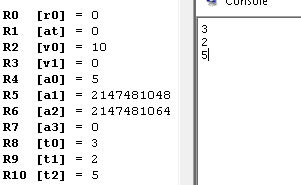 Console
R0 [r0] = 0
R1 [at] = 0
R2 [v0] = 10
R3 [v1] = 0
R4 [a0] = 5
R5 [a1] = 2147481048
R6 [a2] = 2147481064
R7 [a3] = 0
R8 [t0] = 3
R9 [t1] = 2
R10 [t2] = 5
3
2
5